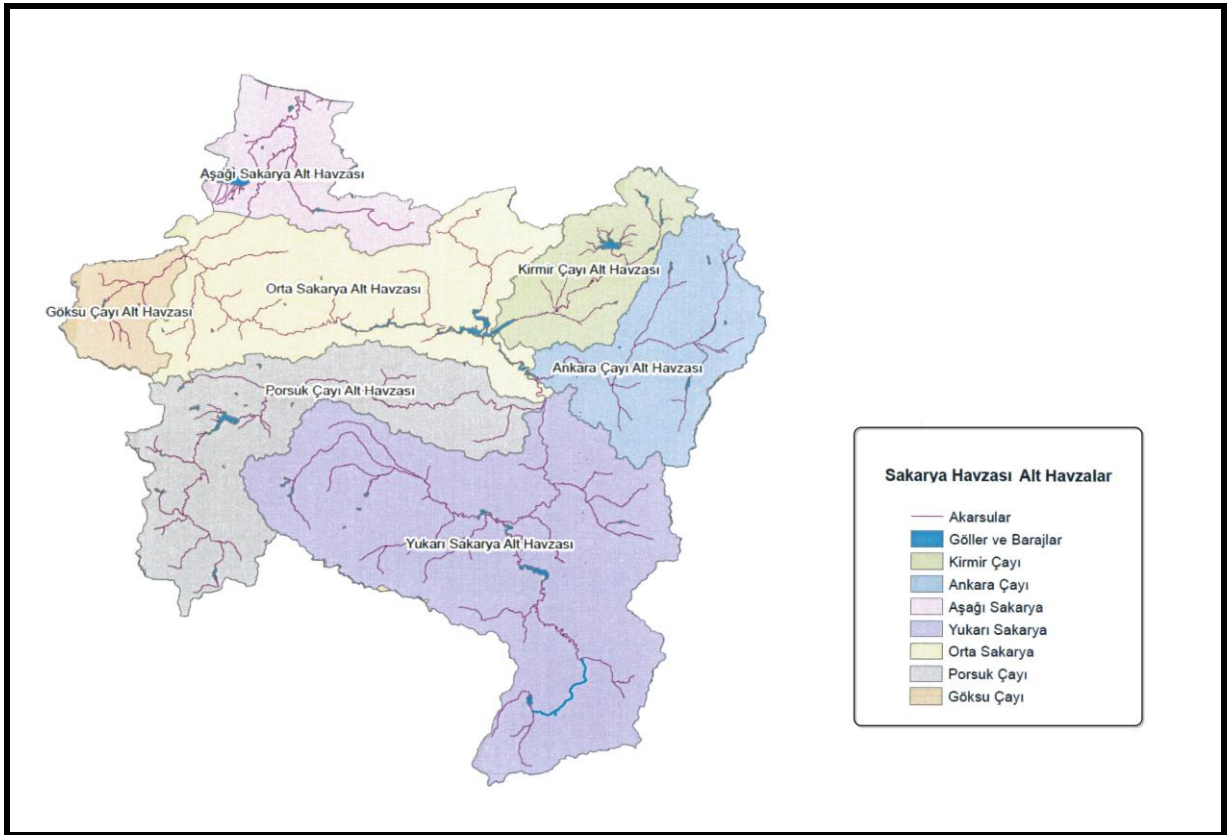 Aşağı Sakarya Alt Havzası
Kirmir Çayı Alt Havzası
Orta Sakarya Alt Havzası
Göksu Çayı Alt Havzası
Ankara Çayı Alt Havzası
Porsuk Çayı Alt Havzası
Yukarı Sakarya Alt Havzası
Sakarya Havzası Alt Havzalar
Akarsular
Göller ve Barajlar
Kirmir Çayı
Ankara Çayı
Aşağı Sakarya
Yukarı Sakarya
Orta Sakarya
Porsuk Çayı
Göksu Çayı